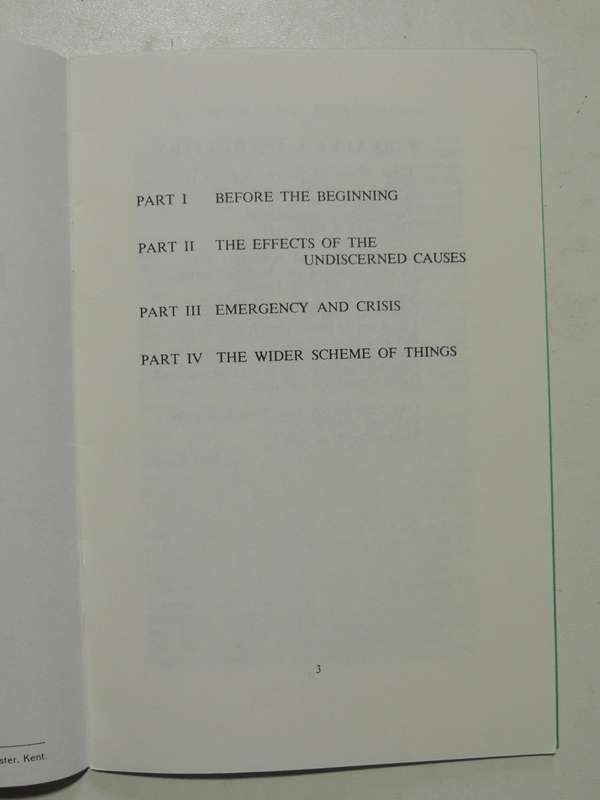 PART I BEFORE THE BEGINNING
PART II THE EFFECTS OF THE
UNDISCERNED CAUSES
PART III EMERGENCY AND CRISIS
PART IV THE WIDER SCHEME OF THINGS
3
Kent.